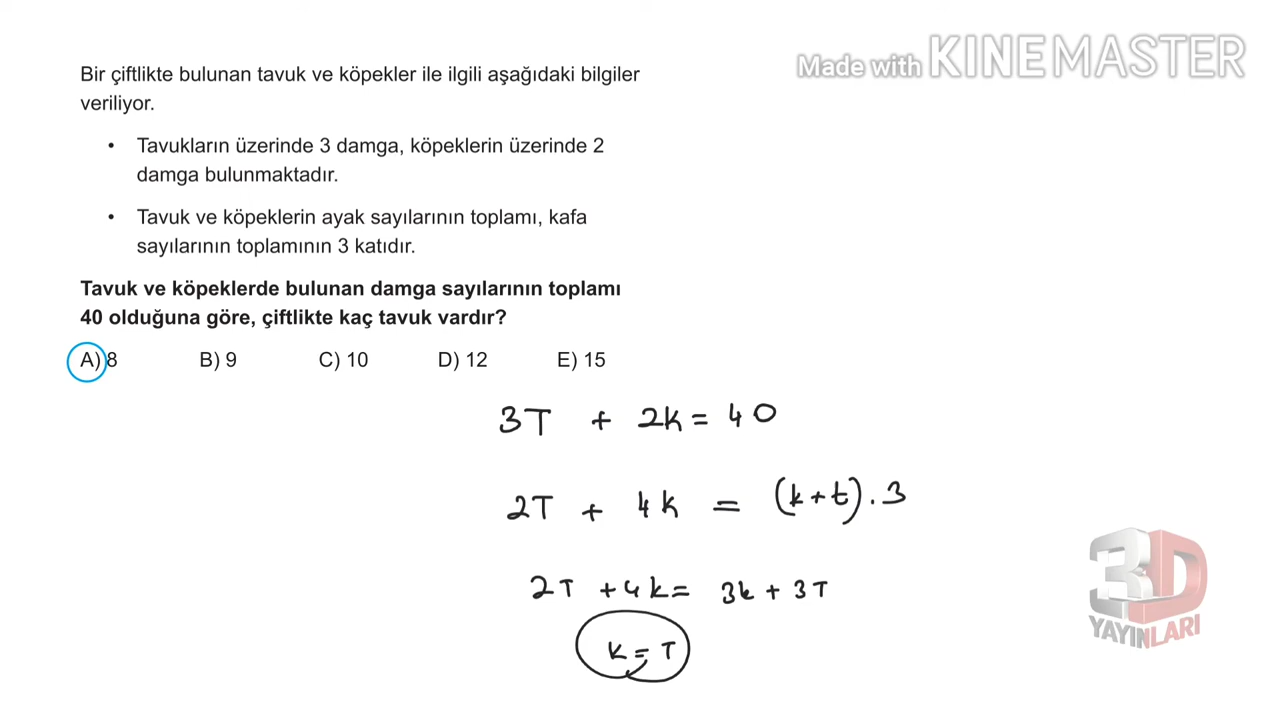 Made with KINEMASTER
Bir çiftlikte bulunan tavuk ve köpekler ile ilgili aşağıdaki bilgiler
veriliyor.
• Tavukların üzerinde 3 damga, köpeklerin üzerinde 2
damga bulunmaktadır.
• Tavuk ve köpeklerin ayak sayılarının toplamı, kafa
sayılarının toplamının 3 katıdır.
Tavuk ve köpeklerde bulunan damga sayılarının toplamı
40 olduğuna göre, çiftlikte kaç tavuk vardır?
A) 8 B) 9 C) 10 D) 12 E) 15
3T + 2k = 40
2T + 4k = (k+t).3
2T + 4k = 3k + 3T
k = T
3D
YAYINLARI